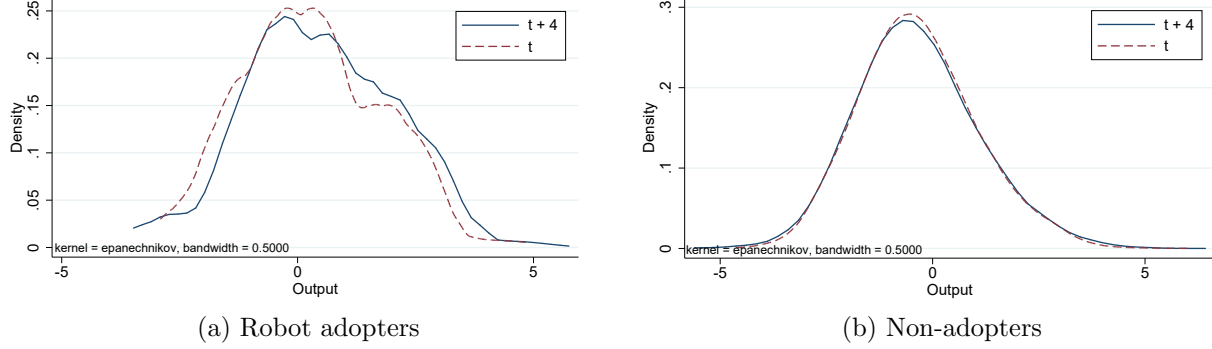 .25
.2
.15
.1
.05
0
Density
t + 4
t
kernel = epanechnikov, bandwidth = 0.5000
-5
0
5
Output
(a) Robot adopters
.3
.2
.1
0
Density
t + 4
t
kernel = epanechnikov, bandwidth = 0.5000
-5
0
5
Output
(b) Non-adopters